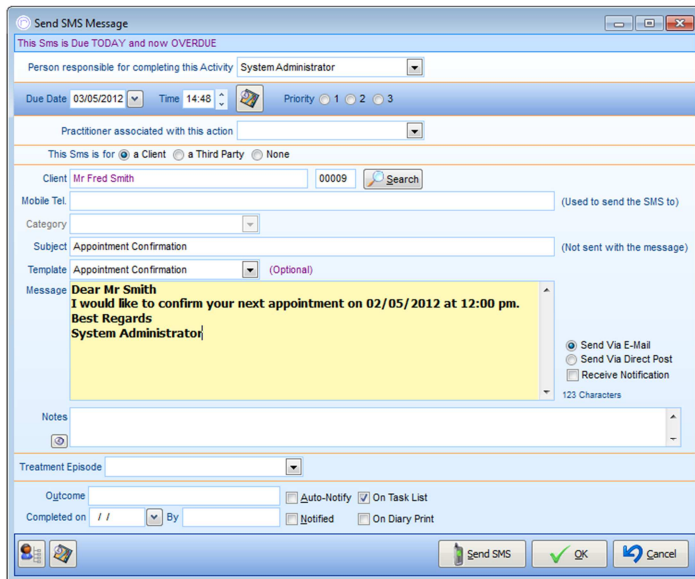 Send SMS Message
This Sms is Due TODAY and now OVERDUE
Person responsible for completing this Activity System Administrator
Due Date 03/05/2012 Time 14:48 Priority 1 2 3
Practitioner associated with this action
This Sms is for a Client a Third Party None
Client Mr Fred Smith 00009 Search
Mobile Tel. (Used to send the SMS to)
Category
Subject Appointment Confirmation (Not sent with the message)
Template Appointment Confirmation (Optional)
Message Dear Mr Smith
I would like to confirm your next appointment on 02/05/2012 at 12:00 pm.
Best Regards
System Administrator
Send Via E-Mail
Send Via Direct Post
Receive Notification
123 Characters
Notes
Treatment Episode
Outcome Auto-Notify On Task List
Completed on / / By Notified On Diary Print
Send SMS OK Cancel